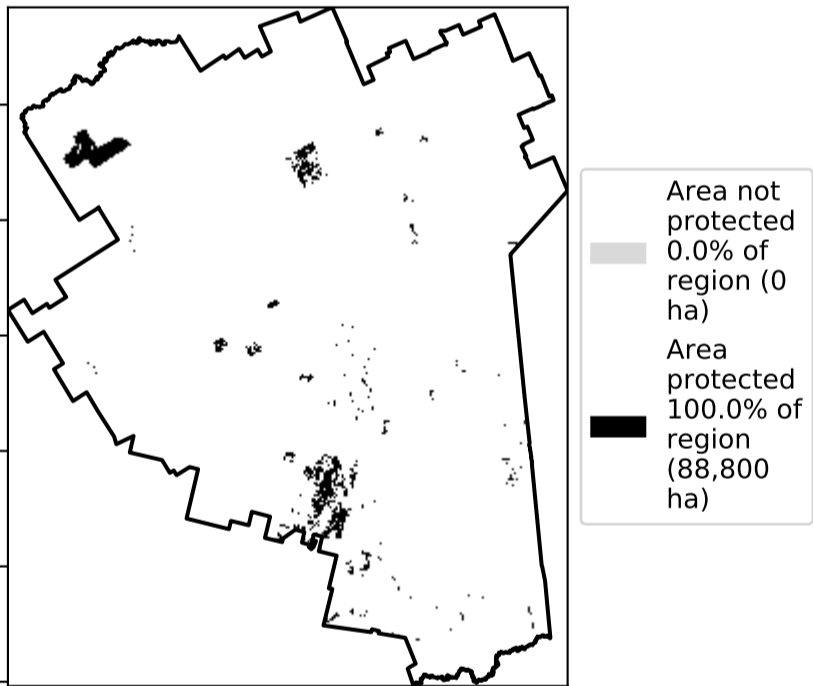 Area not
protected
0.0% of
region (0
ha)
Area
protected
100.0% of
region
(88,800
ha)